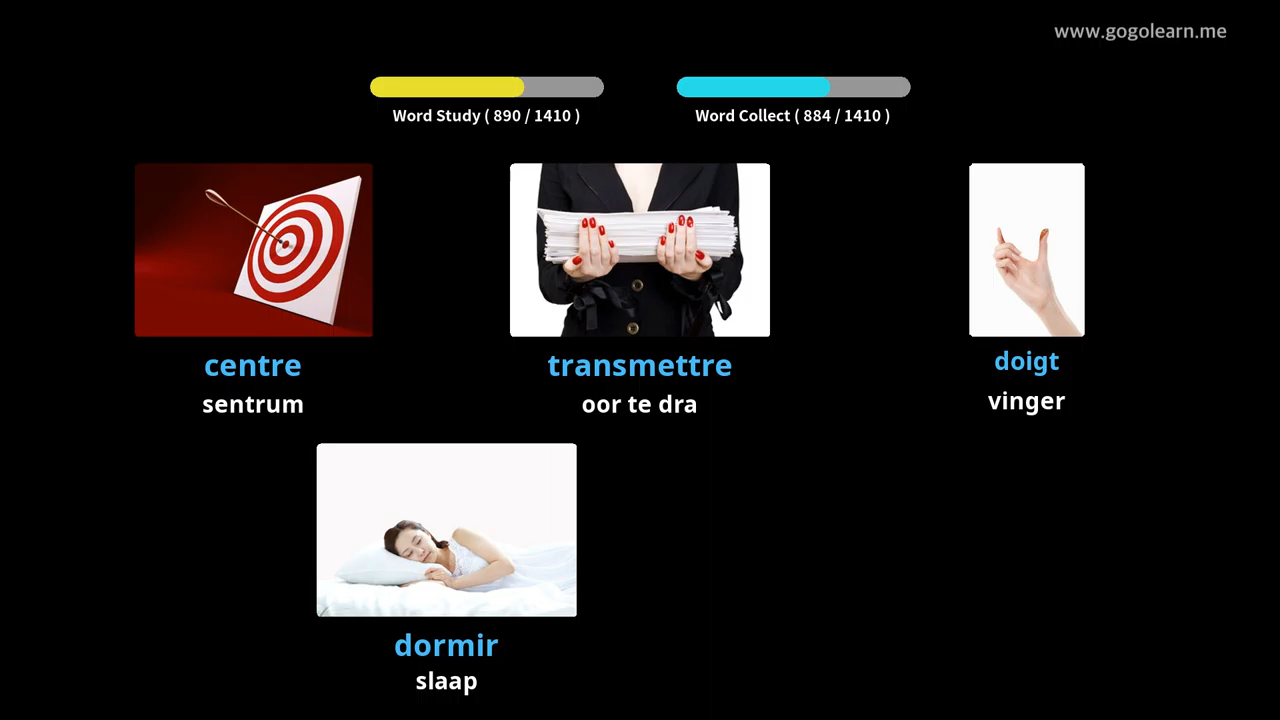 www.gogolearn.me
Word Study ( 890 / 1410 )
Word Collect ( 884 / 1410 )
centre
sentrum
transmettre
oor te dra
doigt
vinger
dormir
slaap